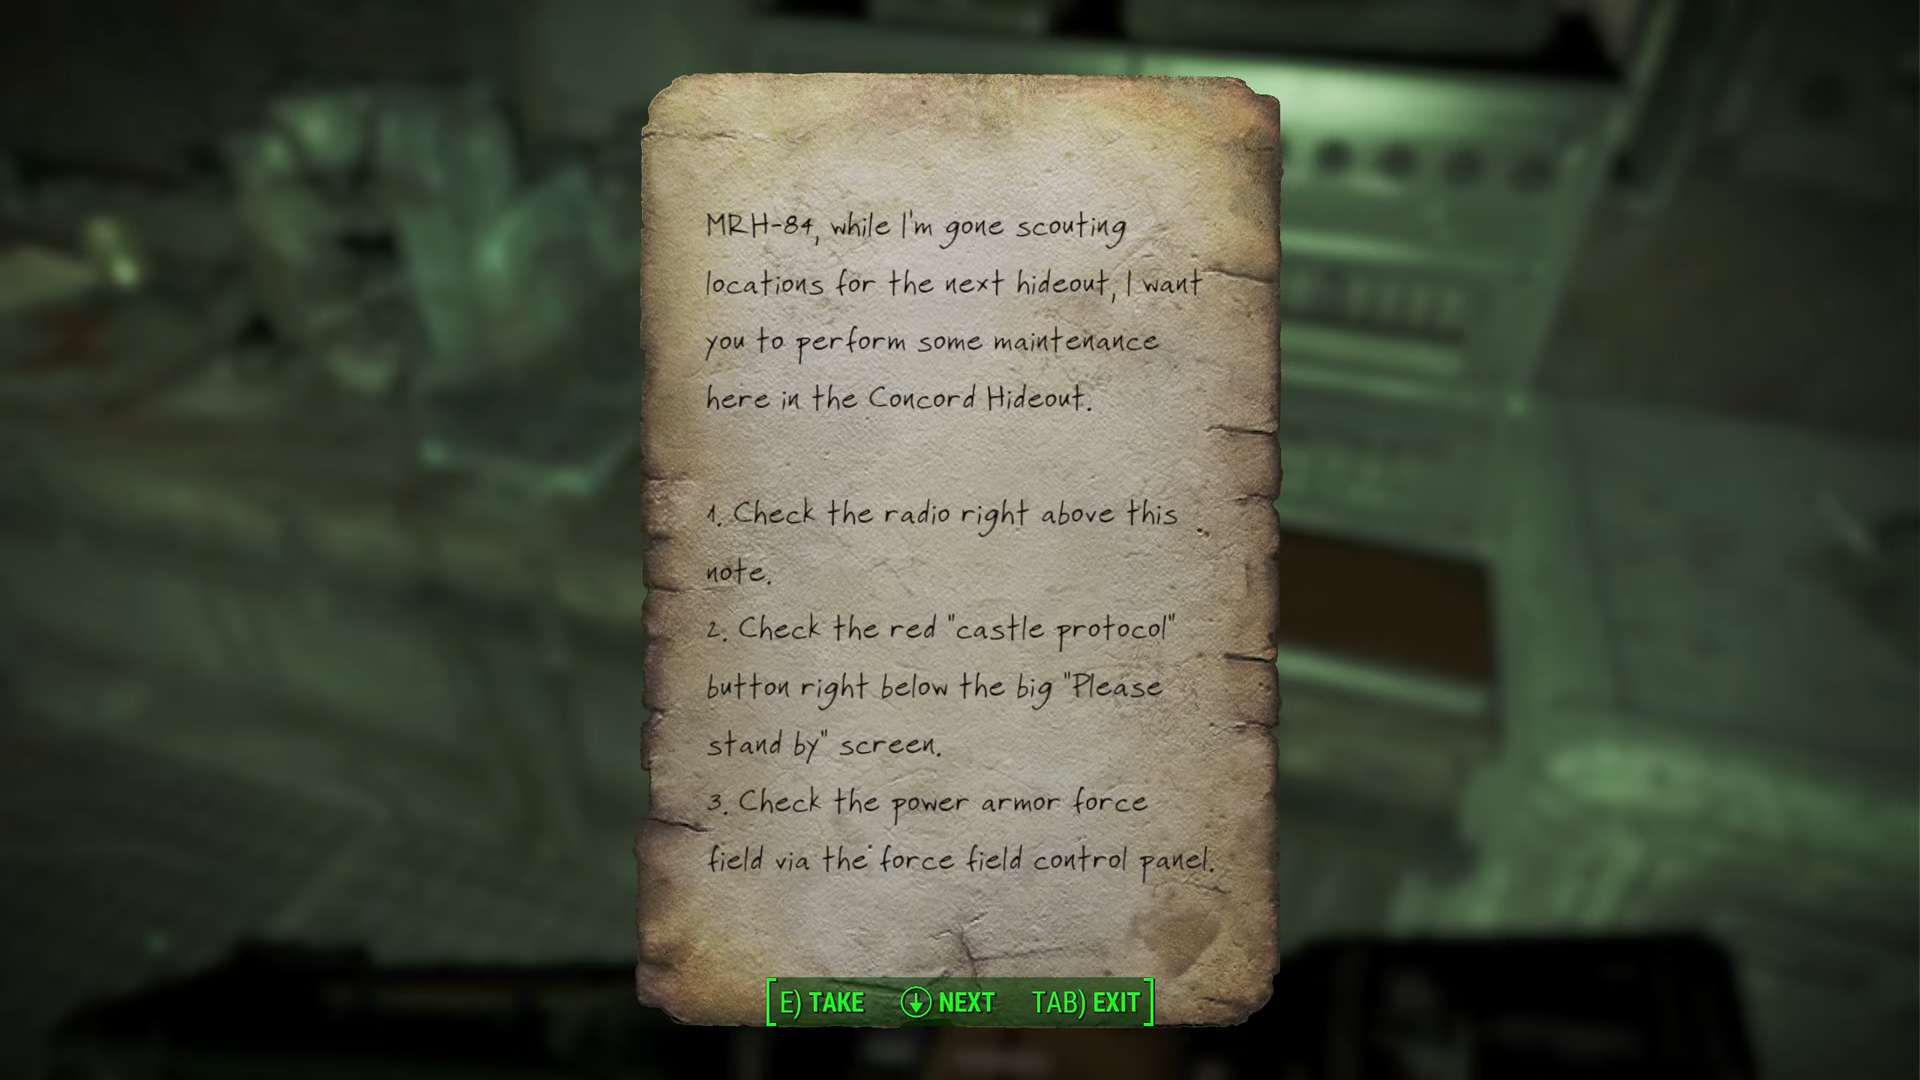 MRH-84, while I'm gone scouting
locations for the next hideout, I want
you to perform some maintenance
here in the Concord Hideout.
1. Check the radio right above this
note.
2. Check the red "castle protocol"
button right below the big "Please
stand by" screen.
3. Check the power armor force
field via the force field control panel.
E) TAKE NEXT TAB) EXIT